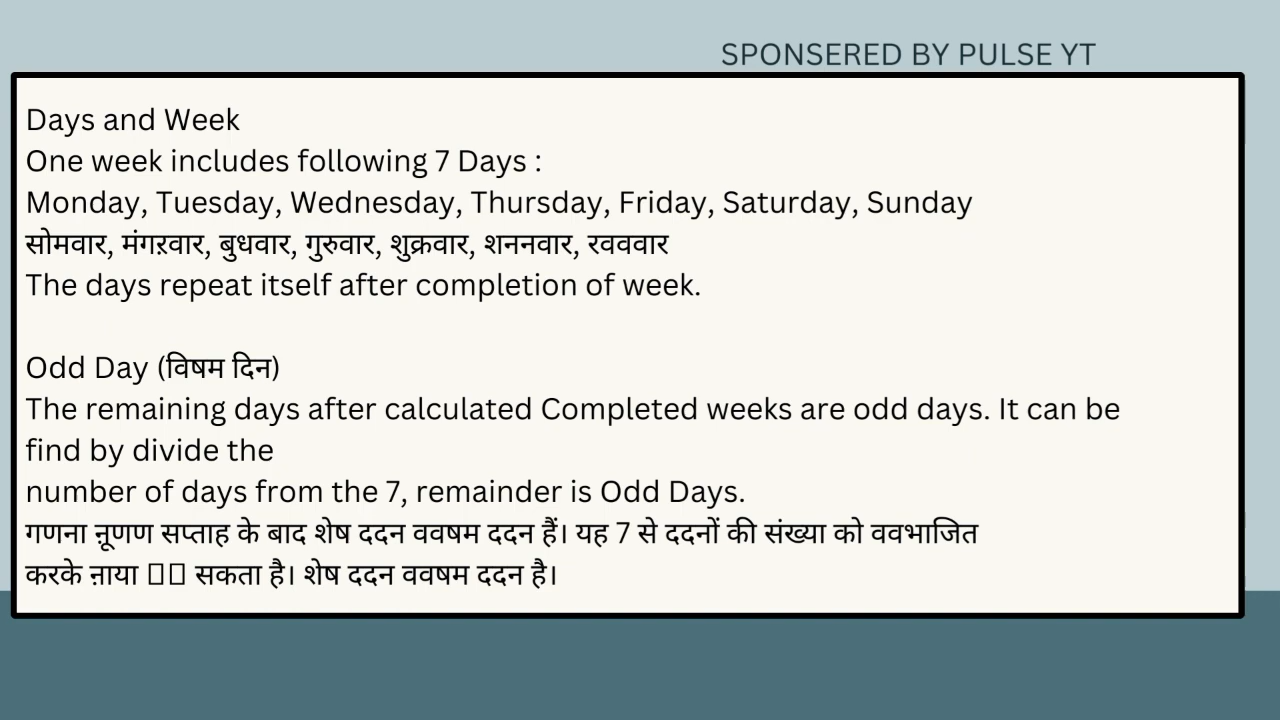 SPONSERED BY PULSE YT
Days and Week
One week includes following 7 Days :
Monday, Tuesday, Wednesday, Thursday, Friday, Saturday, Sunday
सोमवार, मंगऱवार, बुधवार, गुरुवार, शुक्रवार, शननवार, रवववार
The days repeat itself after completion of week.
Odd Day (विषम दिन)
The remaining days after calculated Completed weeks are odd days. It can be
find by divide the
number of days from the 7, remainder is Odd Days.
गणना ऩूणण सप्ताह के बाद शेष ददन ववषम ददन हैं। यह 7 से ददनों की संख्या को ववभाजित
करके ऩाया सकता है। शेष ददन ववषम ददन है।